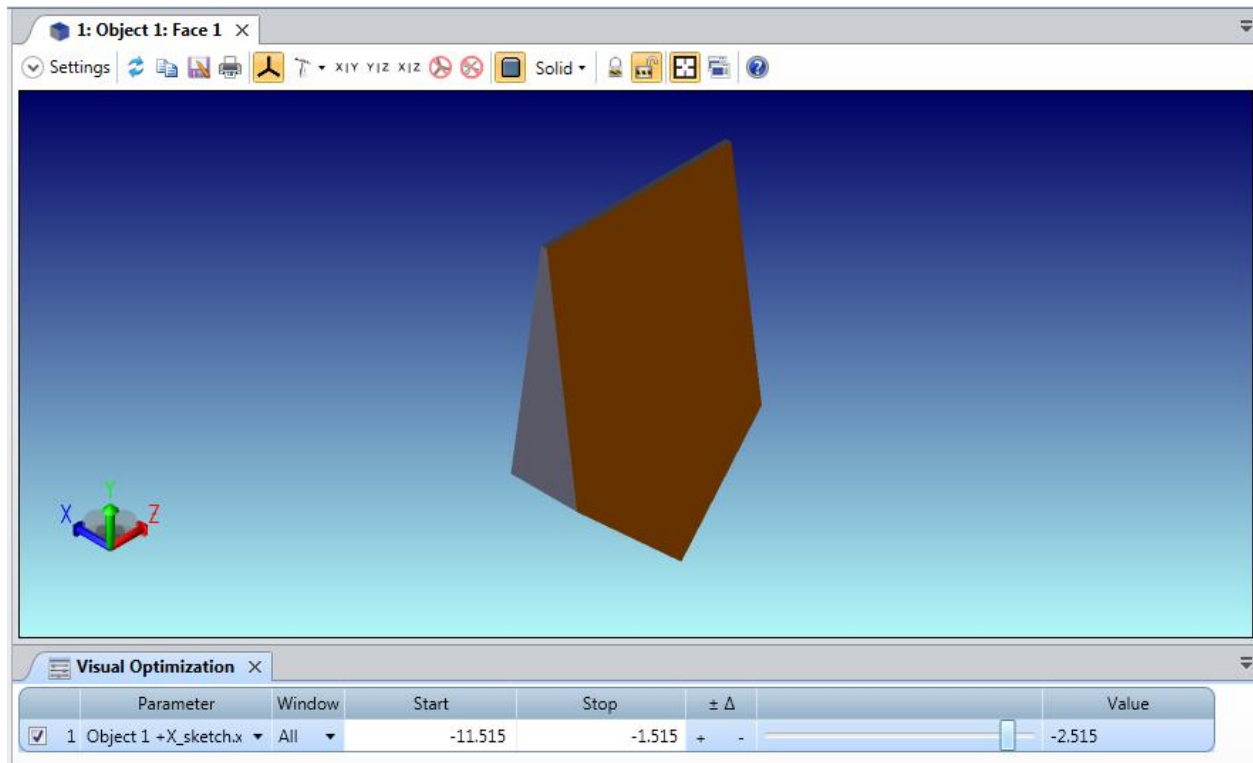 1: Object 1: Face 1
Settings X|Y Y|Z X|Z Solid
Y
X Z
Visual Optimization
Parameter Window Start Stop ± Δ Value
1 Object 1 +X_sketch.x All -11.515 -1.515 + - -2.515